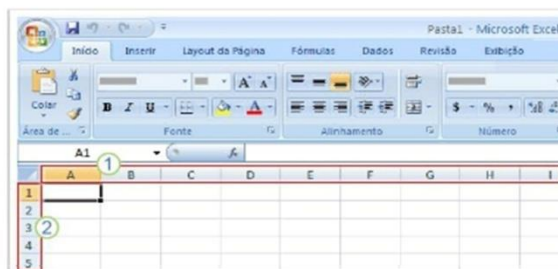 Pasta1 - Microsoft Excel
Início Inserir Layout da Página Fórmulas Dados Revisão Exibição
Colar N I S A A $ % ,
Área de ... Fonte Alinhamento Número
A1 fx
1
A B C D E F G H I
1
2
3 2
4
5